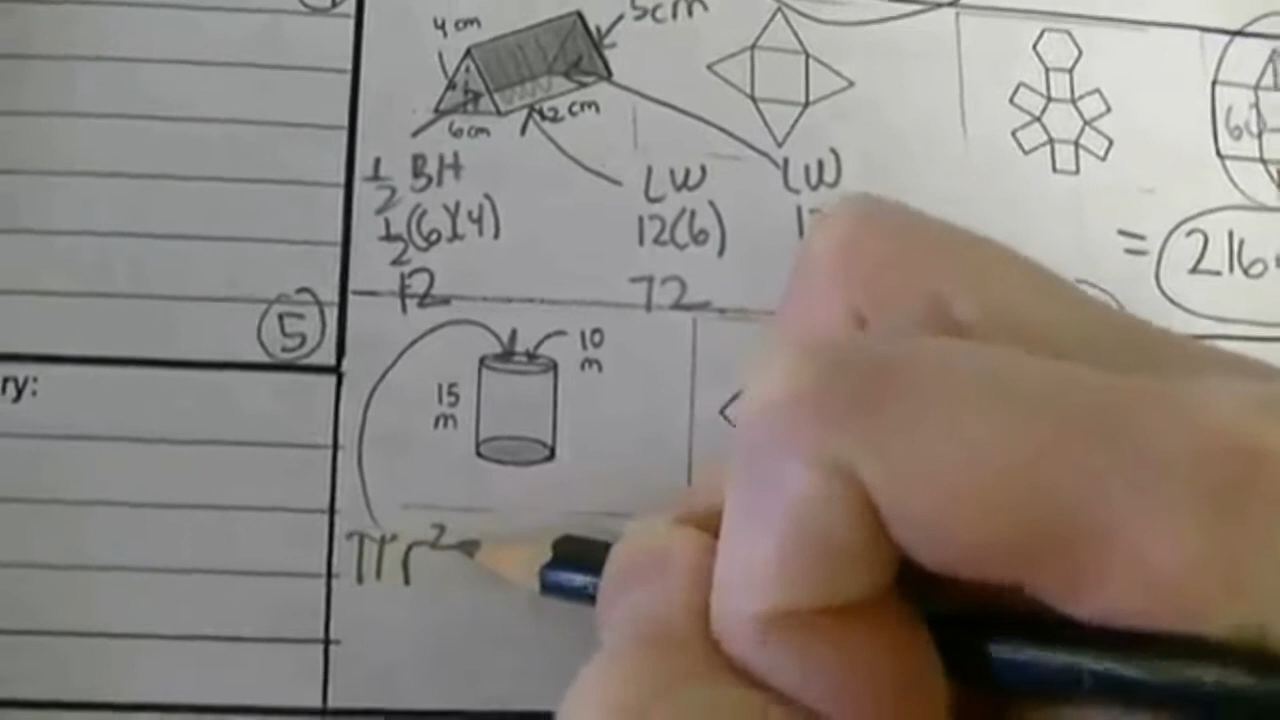 4 cm
5cm
6cm
12 cm
1/2 BH
LW
LW
1/2(6)(4)
12(6)
12
72
= 216
60
5
10 m
15 m
ry:
πr²